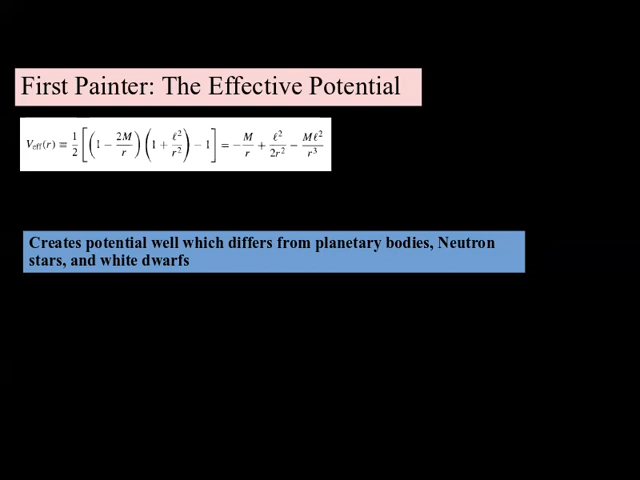 First Painter: The Effective Potential
V_eff(r) ≡ 1/2 [(1 − 2M/r)(1 + ℓ²/r²) − 1] = −M/r + ℓ²/2r² − Mℓ²/r³
Creates potential well which differs from planetary bodies, Neutron
stars, and white dwarfs